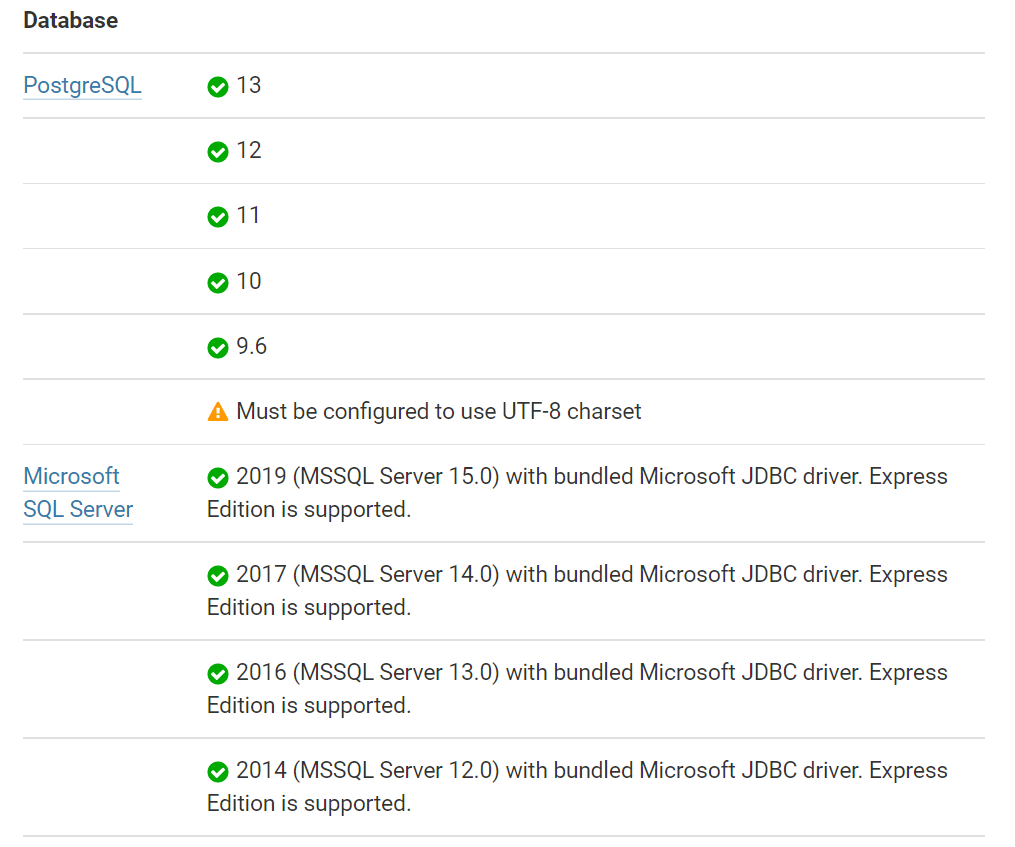 Database
PostgreSQL
13
12
11
10
9.6
Must be configured to use UTF-8 charset
Microsoft
SQL Server
2019 (MSSQL Server 15.0) with bundled Microsoft JDBC driver. Express
Edition is supported.
2017 (MSSQL Server 14.0) with bundled Microsoft JDBC driver. Express
Edition is supported.
2016 (MSSQL Server 13.0) with bundled Microsoft JDBC driver. Express
Edition is supported.
2014 (MSSQL Server 12.0) with bundled Microsoft JDBC driver. Express
Edition is supported.